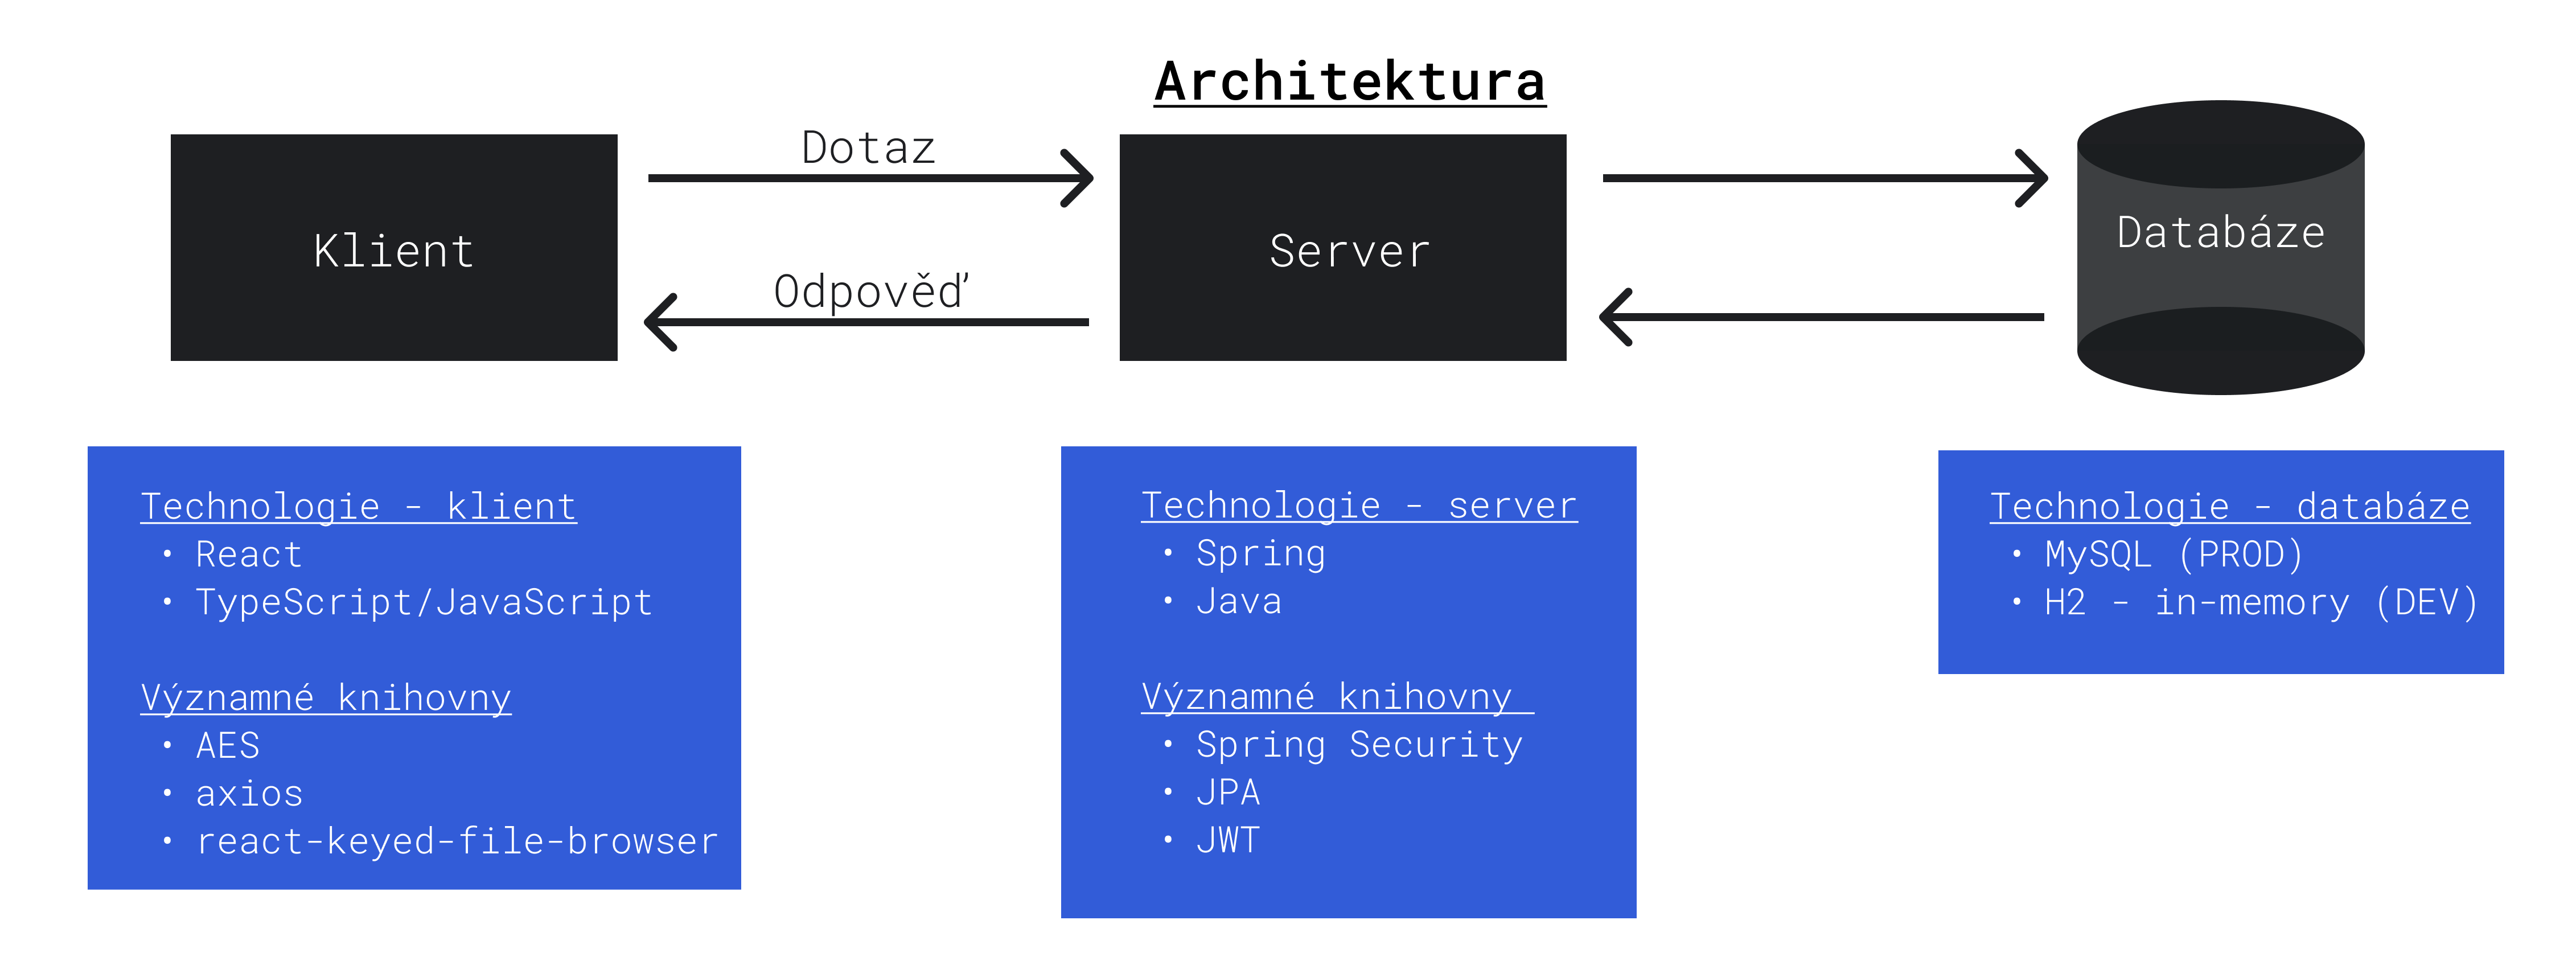 Architektura
Klient
Dotaz
Odpověď
Server
Databáze
Technologie - klient
• React
• TypeScript/JavaScript
Významné knihovny
• AES
• axios
• react-keyed-file-browser
Technologie - server
• Spring
• Java
Významné knihovny
• Spring Security
• JPA
• JWT
Technologie - databáze
• MySQL (PROD)
• H2 - in-memory (DEV)